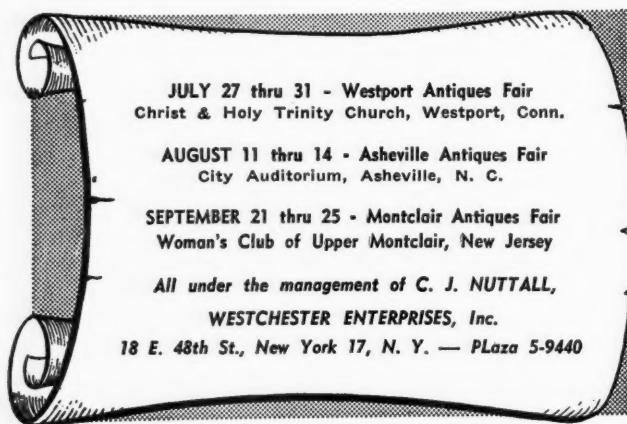 JULY 27 thru 31 - Westport Antiques Fair
Christ & Holy Trinity Church, Westport, Conn.
AUGUST 11 thru 14 - Asheville Antiques Fair
City Auditorium, Asheville, N. C.
SEPTEMBER 21 thru 25 - Montclair Antiques Fair
Woman's Club of Upper Montclair, New Jersey
All under the management of C. J. NUTTALL,
WESTCHESTER ENTERPRISES, Inc.
18 E. 48th St., New York 17, N. Y. — PLaza 5-9440